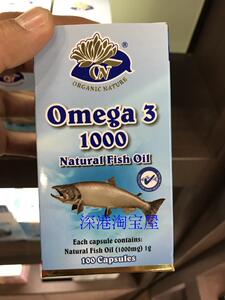 ON
ORGANIC NATURE
Omega 3
1000
Natural Fish Oil
深港淘宝屋
Each capsule contains:
Natural Fish Oil (1000mg) 1g
100 Capsules